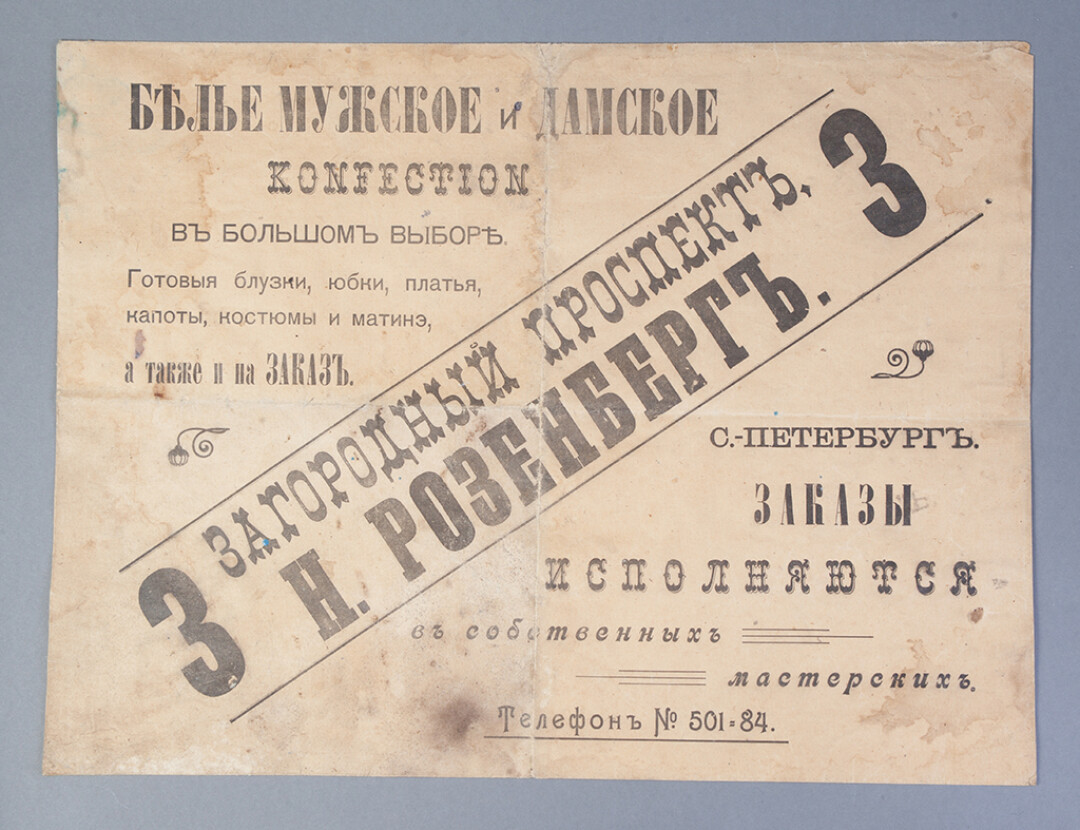 БѢЛЬЕ МУЖСКОЕ и ДАМСКОЕ
KONFECTION
ВЪ БОЛЬШОМЪ ВЫБОРѢ.
Готовыя блузки, юбки, платья,
капоты, костюмы и матинэ,
а также и на ЗАКАЗЪ.
3 ЗАГОРОДНЫЙ ПРОСПЕКТЪ, 3
Н. РОЗЕНБЕРГЪ.
С.-ПЕТЕРБУРГЪ.
ЗАКАЗЫ
ИСПОЛНЯЮТСЯ
въ собственныхъ
мастерскихъ.
Телефонъ № 501=84.